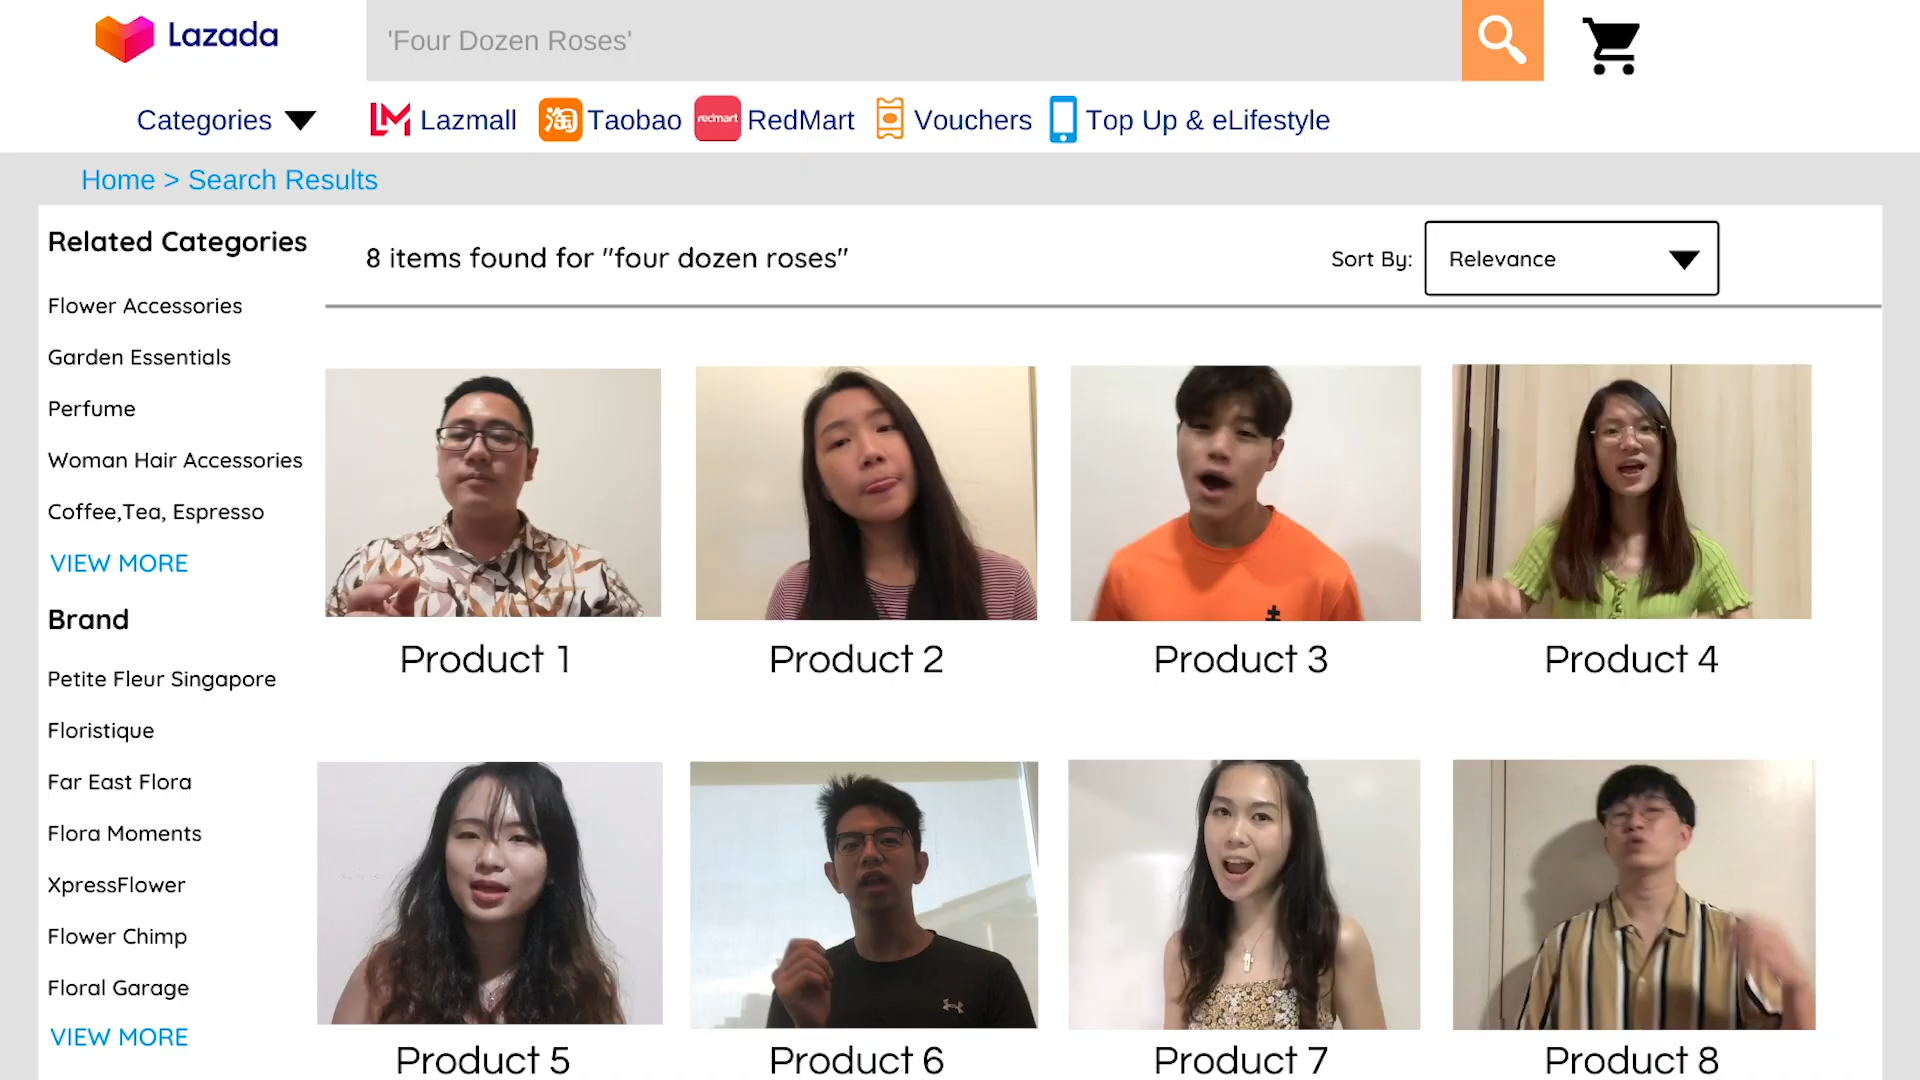 Lazada
'Four Dozen Roses'
Categories
LM Lazmall
淘 Taobao
redmart RedMart
Vouchers
Top Up & eLifestyle
Home > Search Results
Related Categories
Flower Accessories
Garden Essentials
Perfume
Woman Hair Accessories
Coffee,Tea, Espresso
VIEW MORE
Brand
Petite Fleur Singapore
Floristique
Far East Flora
Flora Moments
XpressFlower
Flower Chimp
Floral Garage
VIEW MORE
8 items found for "four dozen roses"
Sort By:
Relevance
Product 1
Product 2
Product 3
Product 4
Product 5
Product 6
Product 7
Product 8